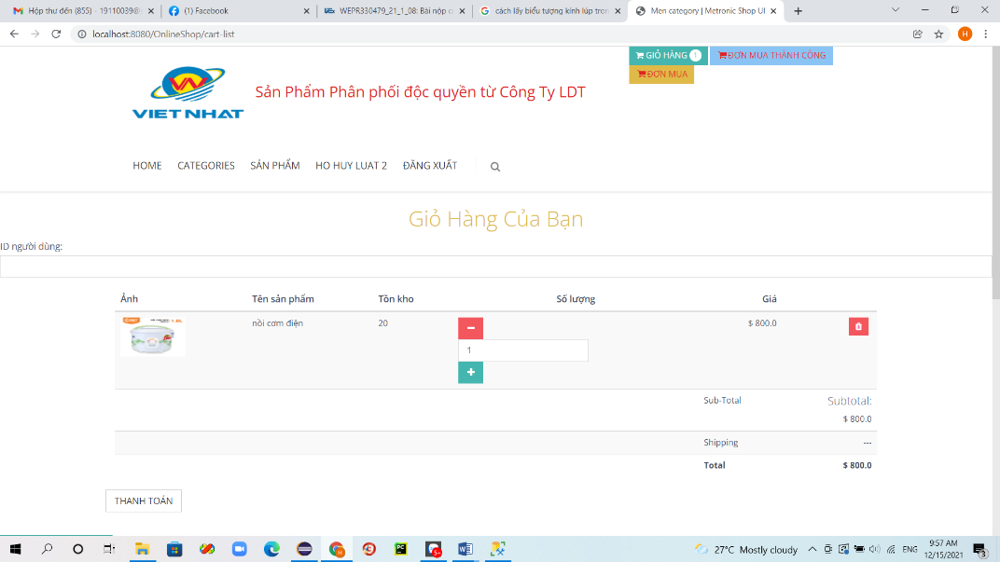 Hộp thư đến (855) - 19110039@
(1) Facebook
WEPR330479_21_1_08: Bài nộp c
cách lấy biểu tượng kính lúp tron
Men category | Metronic Shop UI
localhost:8080/OnlineShop/cart-list
H
GIỎ HÀNG 1
ĐƠN MUA THÀNH CÔNG
ĐƠN MUA
VIET NHAT
Sản Phẩm Phân phối độc quyền từ Công Ty LDT
HOME CATEGORIES SẢN PHẨM HO HUY LUAT 2 ĐĂNG XUẤT
Giỏ Hàng Của Bạn
ID người dùng:
Ảnh Tên sản phẩm Tồn kho Số lượng Giá
nồi cơm điện 20 $ 800.0
1
Sub-Total Subtotal:
$ 800.0
Shipping ---
Total $ 800.0
THANH TOÁN
27°C Mostly cloudy
ENG
9:57 AM
12/15/2021
3